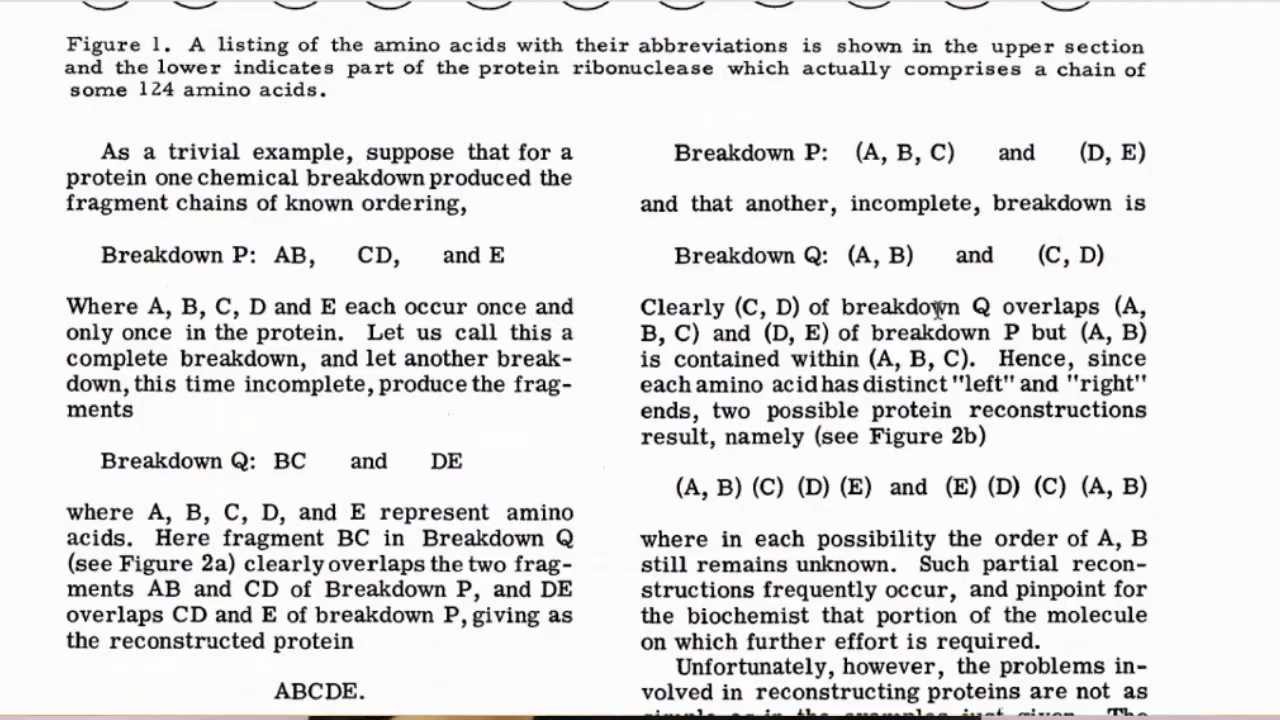 Figure 1. A listing of the amino acids with their abbreviations is shown in the upper section
and the lower indicates part of the protein ribonuclease which actually comprises a chain of
some 124 amino acids.
As a trivial example, suppose that for a
protein one chemical breakdown produced the
fragment chains of known ordering,
Breakdown P: AB, CD, and E
Where A, B, C, D and E each occur once and
only once in the protein. Let us call this a
complete breakdown, and let another break-
down, this time incomplete, produce the frag-
ments
Breakdown Q: BC and DE
where A, B, C, D, and E represent amino
acids. Here fragment BC in Breakdown Q
(see Figure 2a) clearly overlaps the two frag-
ments AB and CD of Breakdown P, and DE
overlaps CD and E of breakdown P, giving as
the reconstructed protein
ABCDE.
Breakdown P: (A, B, C) and (D, E)
and that another, incomplete, breakdown is
Breakdown Q: (A, B) and (C, D)
Clearly (C, D) of breakdown Q overlaps (A,
B, C) and (D, E) of breakdown P but (A, B)
is contained within (A, B, C). Hence, since
each amino acid has distinct "left" and "right"
ends, two possible protein reconstructions
result, namely (see Figure 2b)
(A, B) (C) (D) (E) and (E) (D) (C) (A, B)
where in each possibility the order of A, B
still remains unknown. Such partial recon-
structions frequently occur, and pinpoint for
the biochemist that portion of the molecule
on which further effort is required.
Unfortunately, however, the problems in-
volved in reconstructing proteins are not as